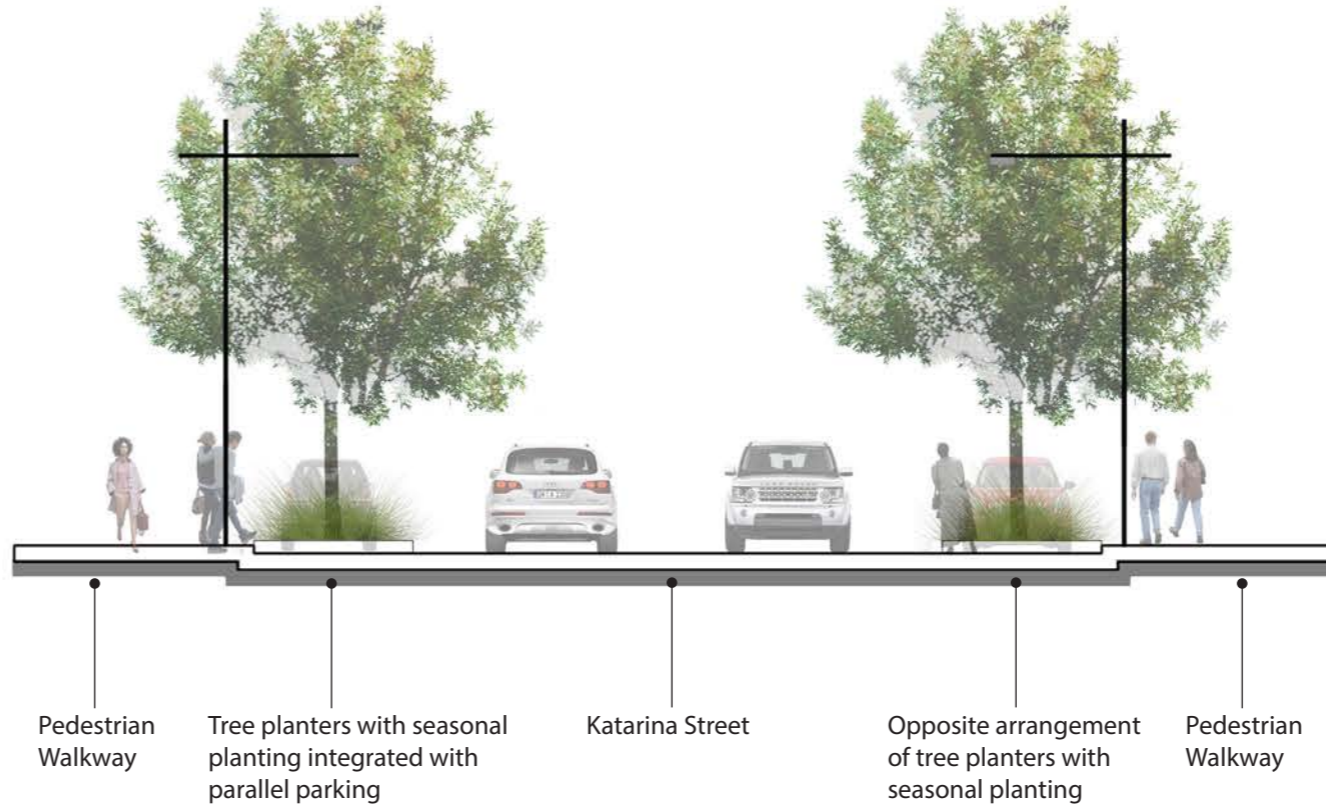 Pedestrian
Walkway
Tree planters with seasonal
planting integrated with
parallel parking
Katarina Street
Opposite arrangement
of tree planters with
seasonal planting
Pedestrian
Walkway